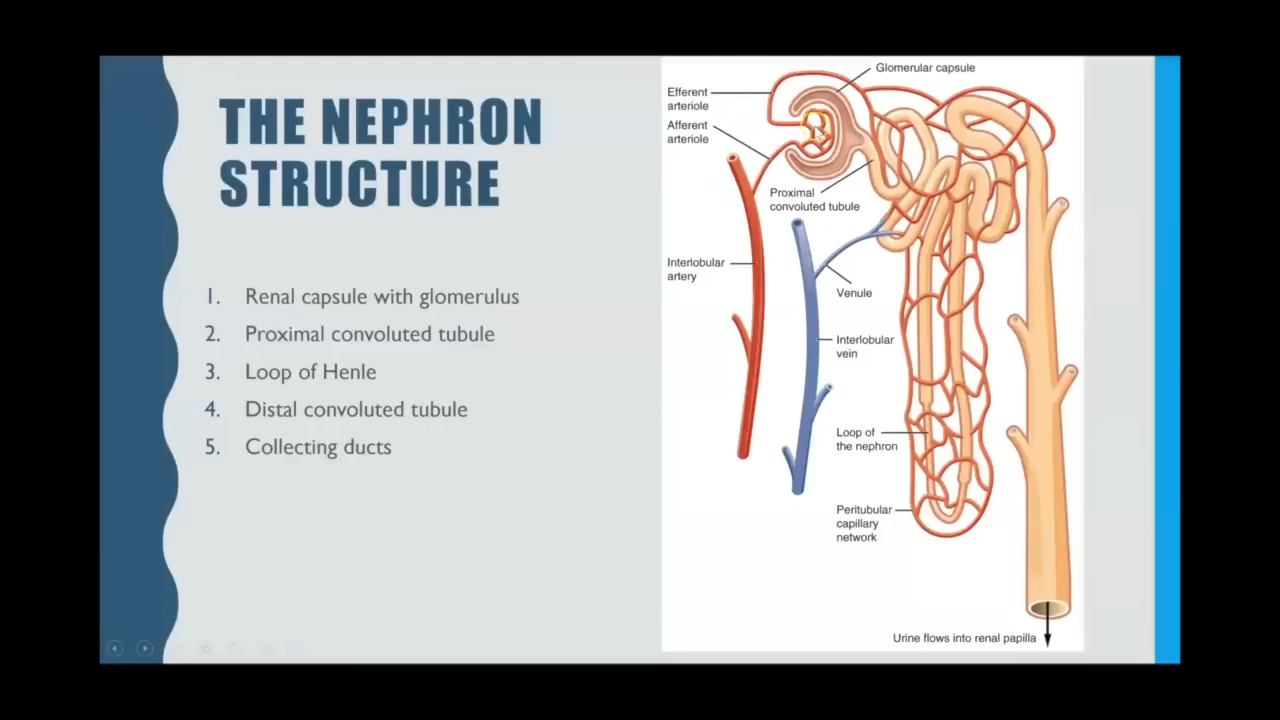 THE NEPHRON
STRUCTURE
1. Renal capsule with glomerulus
2. Proximal convoluted tubule
3. Loop of Henle
4. Distal convoluted tubule
5. Collecting ducts
Glomerular capsule
Efferent
arteriole
Afferent
arteriole
Proximal
convoluted tubule
Interlobular
artery
Venule
Interlobular
vein
Loop of
the nephron
Peritubular
capillary
network
Urine flows into renal papilla